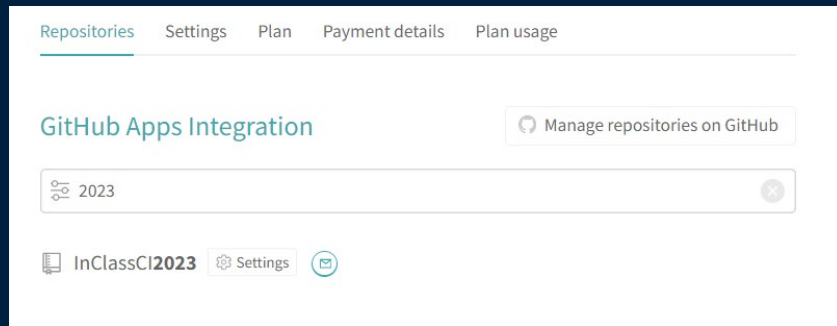 Repositories Settings Plan Payment details Plan usage
GitHub Apps Integration
Manage repositories on GitHub
2023
InClassCI2023 Settings